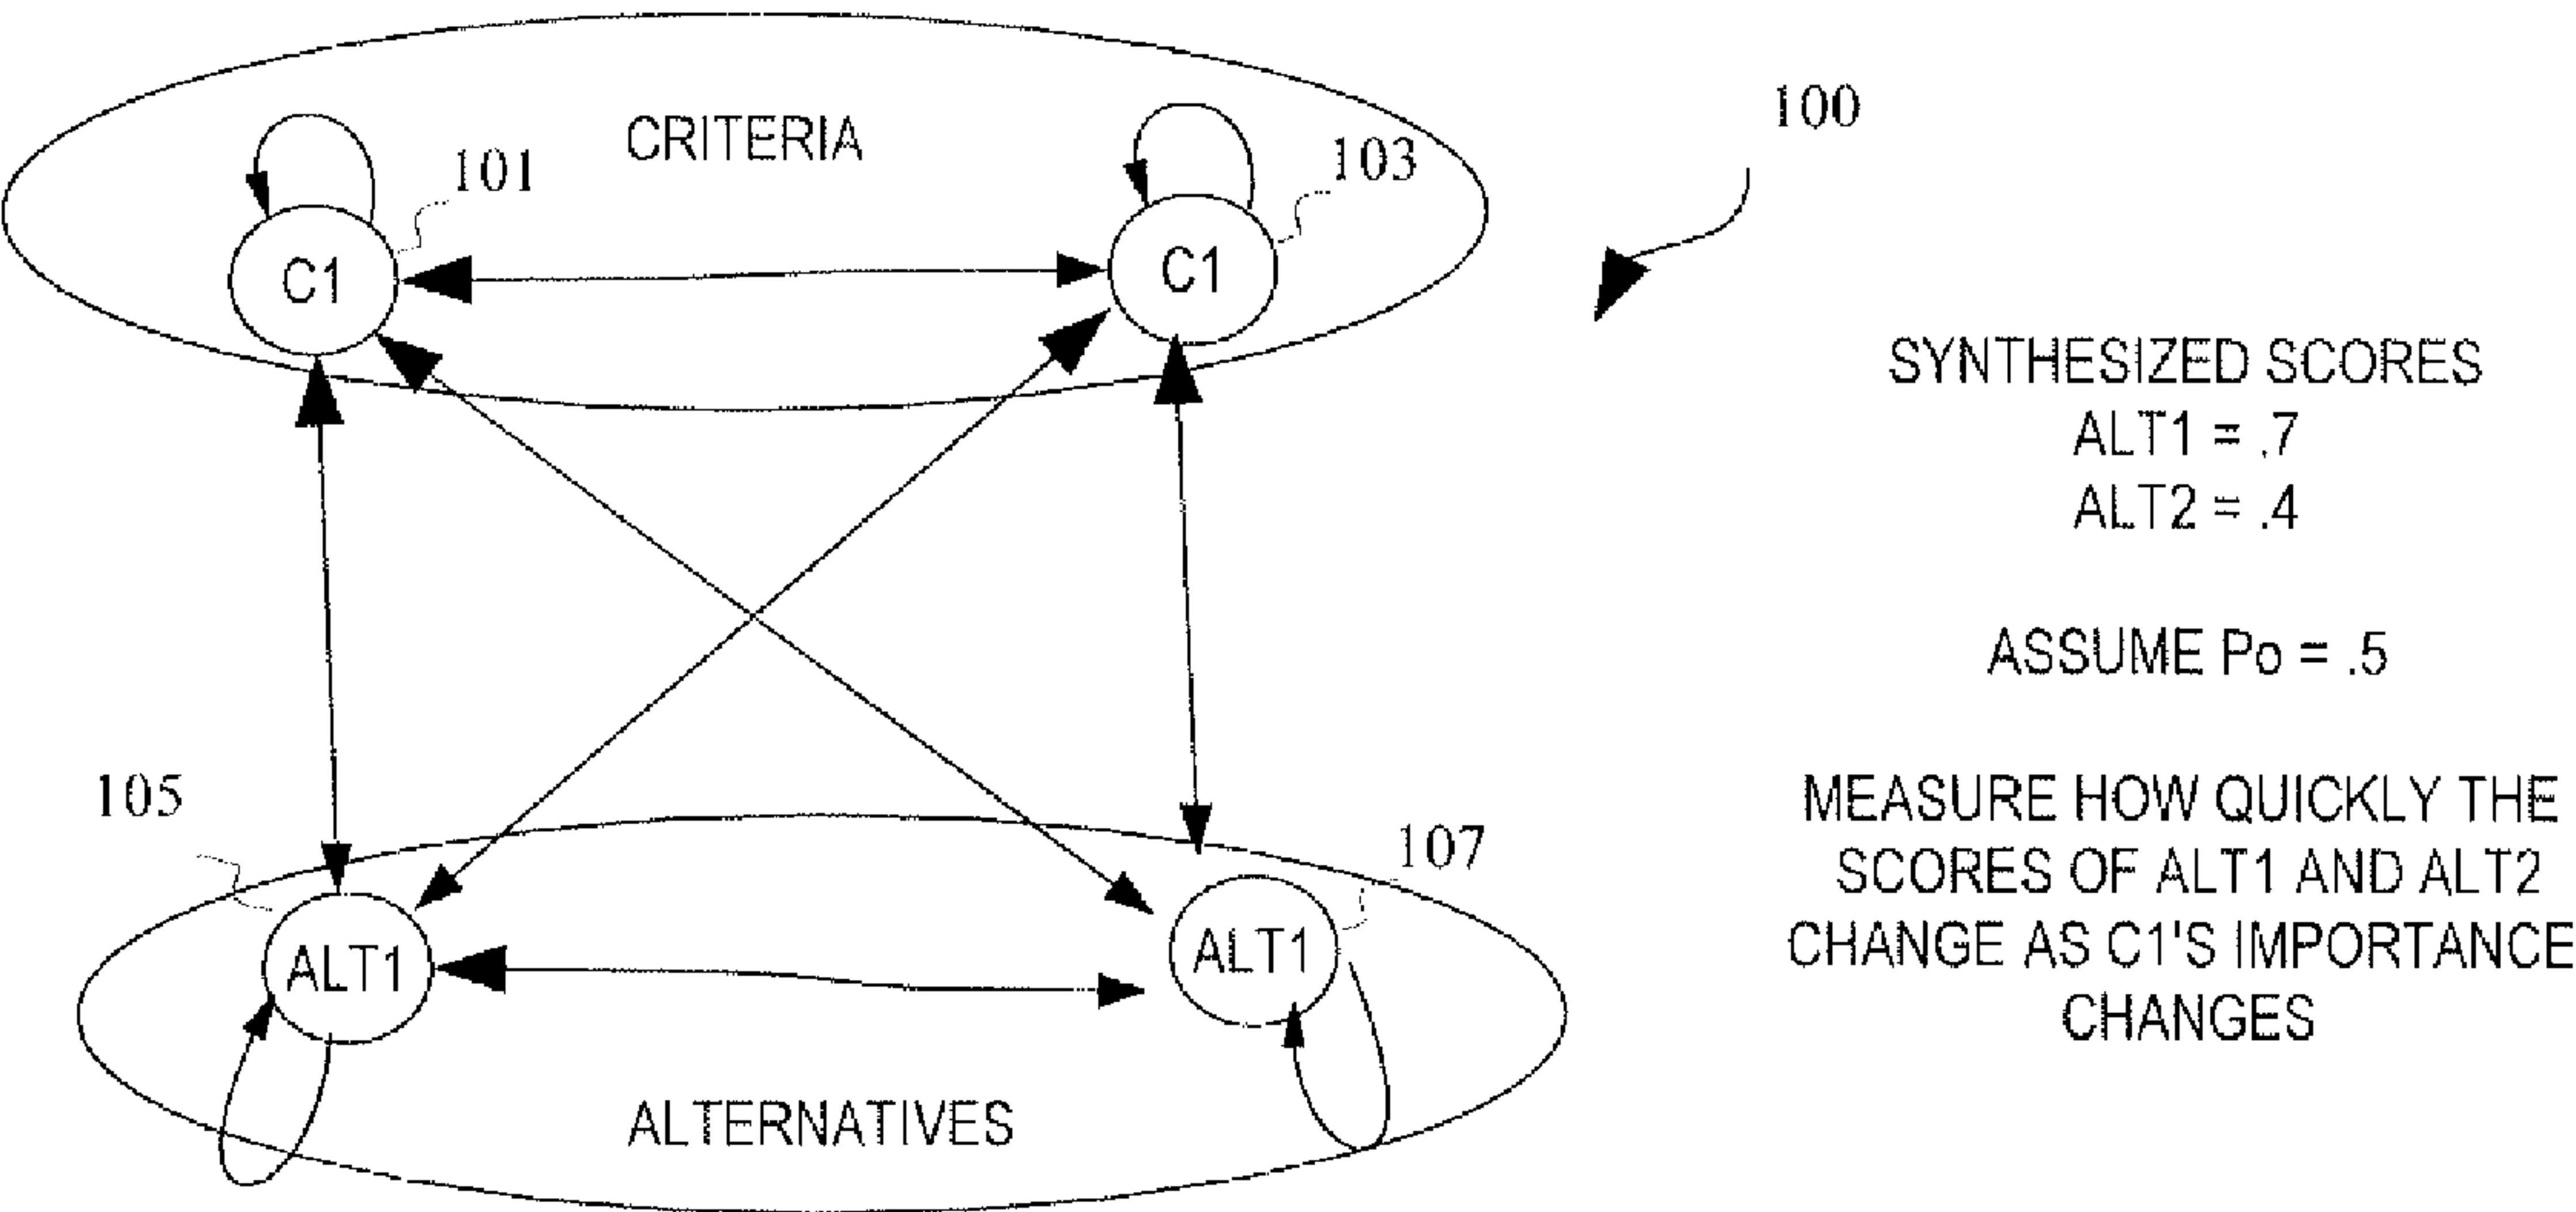 100
CRITERIA
101
103
C1
C1
SYNTHESIZED SCORES
ALT1 = .7
ALT2 = .4
ASSUME Po = .5
MEASURE HOW QUICKLY THE
SCORES OF ALT1 AND ALT2
CHANGE AS C1'S IMPORTANCE
CHANGES
105
107
ALT1
ALT1
ALTERNATIVES